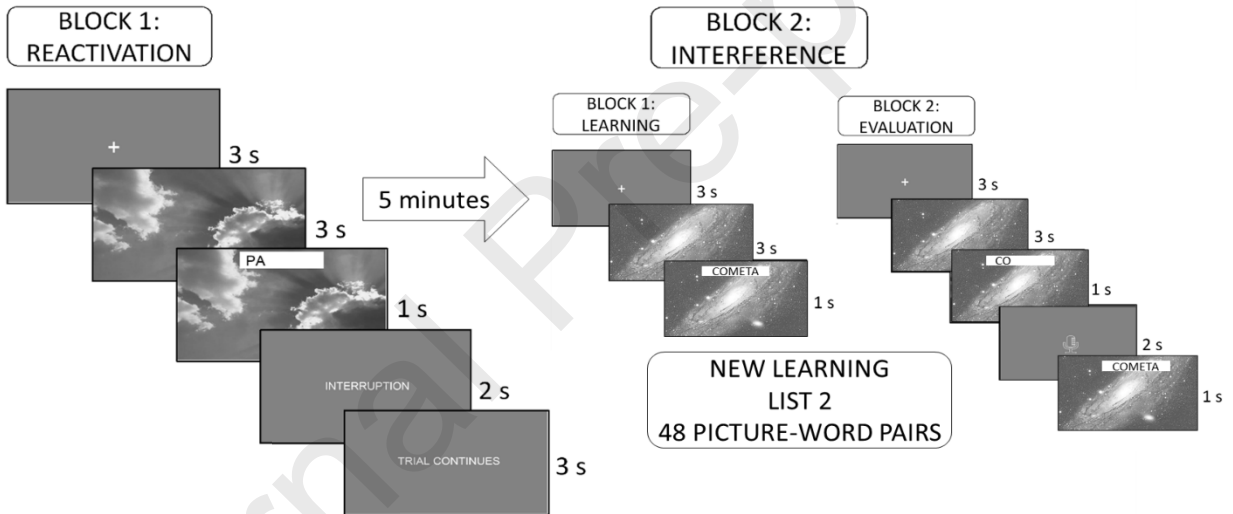 BLOCK 1:
REACTIVATION
3 s
3 s
PA
1 s
INTERRUPTION
2 s
TRIAL CONTINUES
3 s
5 minutes
BLOCK 2:
INTERFERENCE
BLOCK 1:
LEARNING
3 s
3 s
COMETA
1 s
BLOCK 2:
EVALUATION
3 s
3 s
CO
1 s
2 s
COMETA
1 s
NEW LEARNING
LIST 2
48 PICTURE-WORD PAIRS
rnal Pre-p